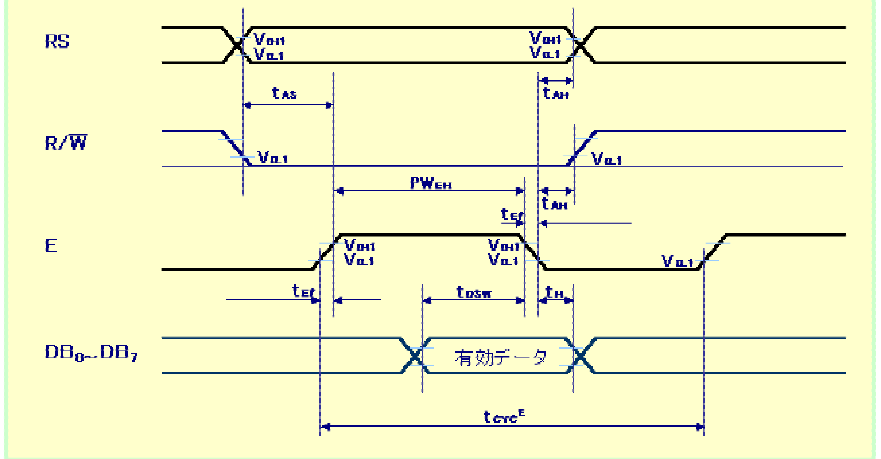 RS
VOH1
VOL1
VOH1
VOL1
tAS
tAH
R/W̅
VOL1
VOL1
PWEH
tAH
tEf
E
VOH1
VOL1
VOH1
VOL1
VOL1
tEf
tDSW
tH
DB0~DB7
有効データ
tCYCE